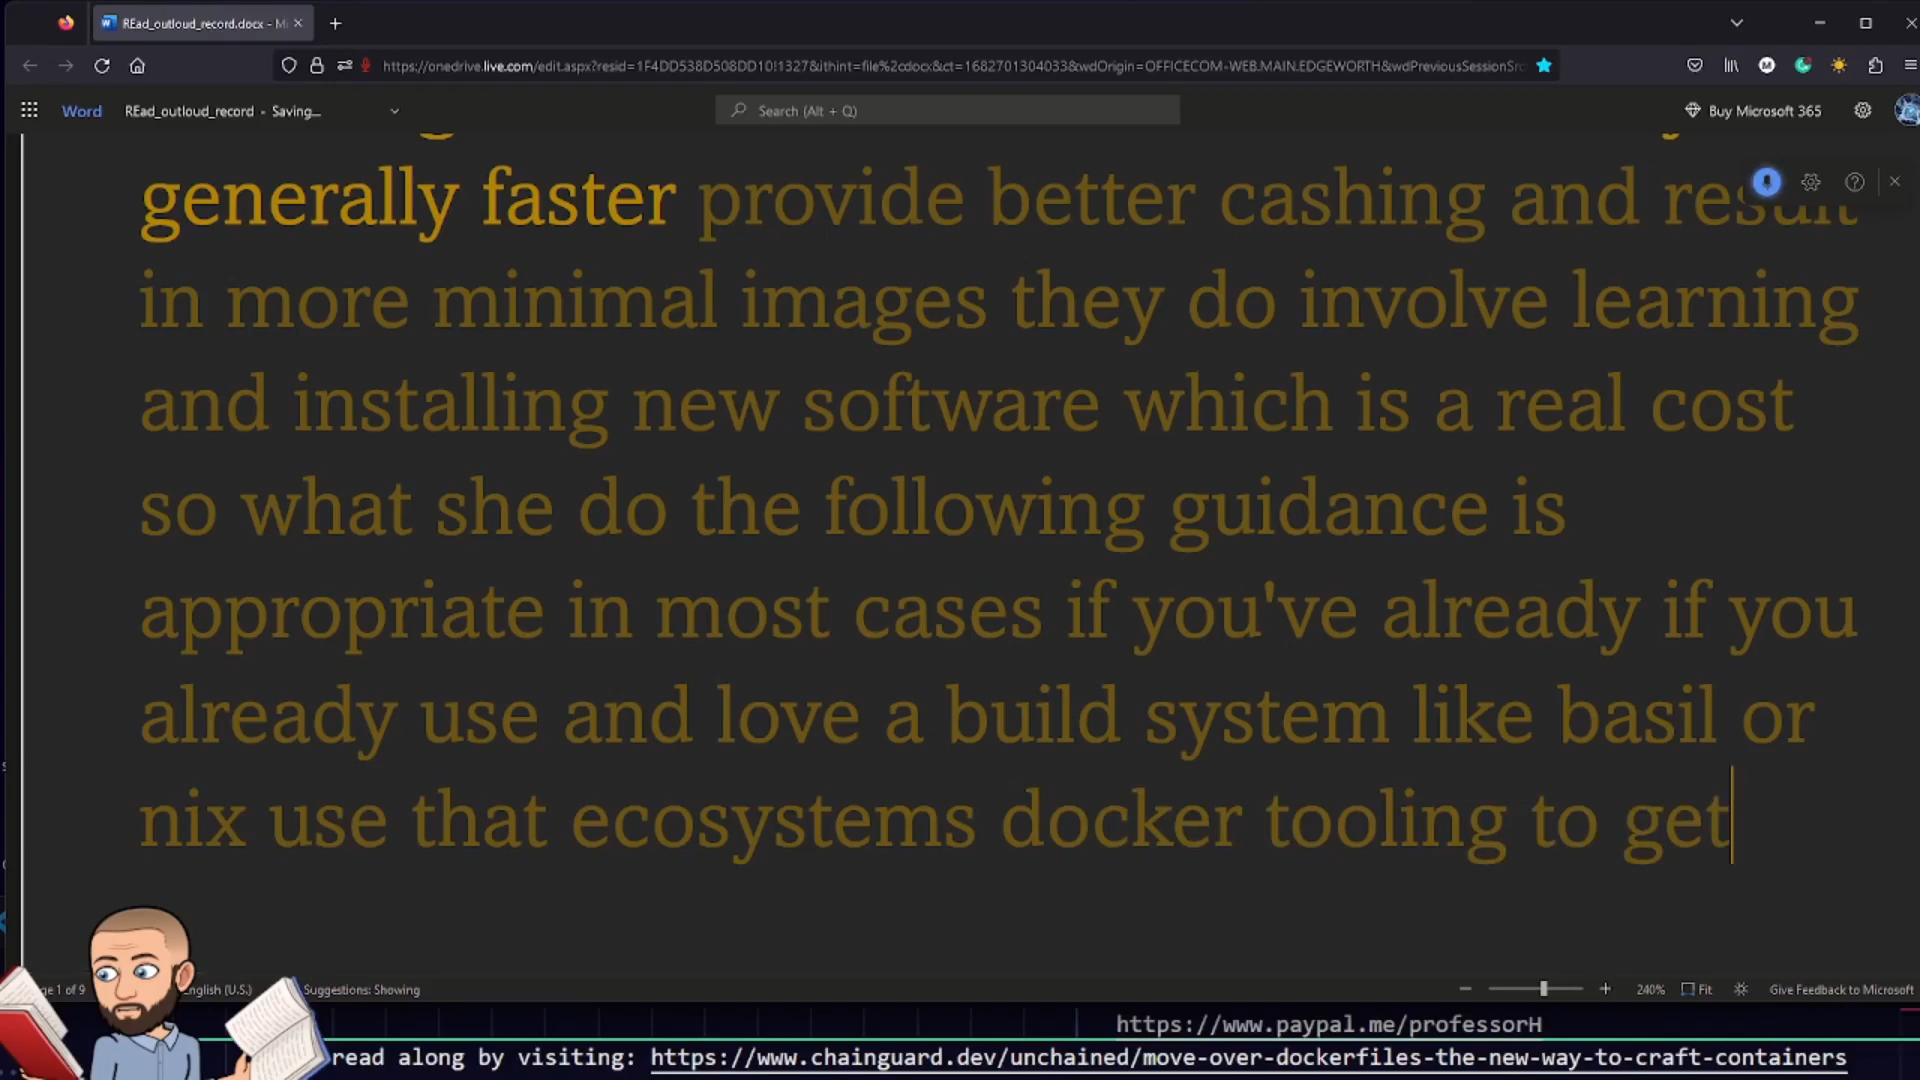 REad_outloud_record.docx - Mi
https://onedrive.live.com/edit.aspx?resid=1F4DD538D508DD10!1327&ithint=file%2cdocx&ct=1682701304033&wdOrigin=OFFICECOM-WEB.MAIN.EDGEWORTH&wdPreviousSessionSrc
Word REad_outloud_record - Saving... Search (Alt + Q) Buy Microsoft 365
generally faster provide better cashing and result
in more minimal images they do involve learning
and installing new software which is a real cost
so what she do the following guidance is
appropriate in most cases if you've already if you
already use and love a build system like basil or
nix use that ecosystems docker tooling to get
ge 1 of 9 nglish (U.S.) Suggestions: Showing 240% Fit Give Feedback to Microsoft
https://www.paypal.me/professorH
read along by visiting: https://www.chainguard.dev/unchained/move-over-dockerfiles-the-new-way-to-craft-containers